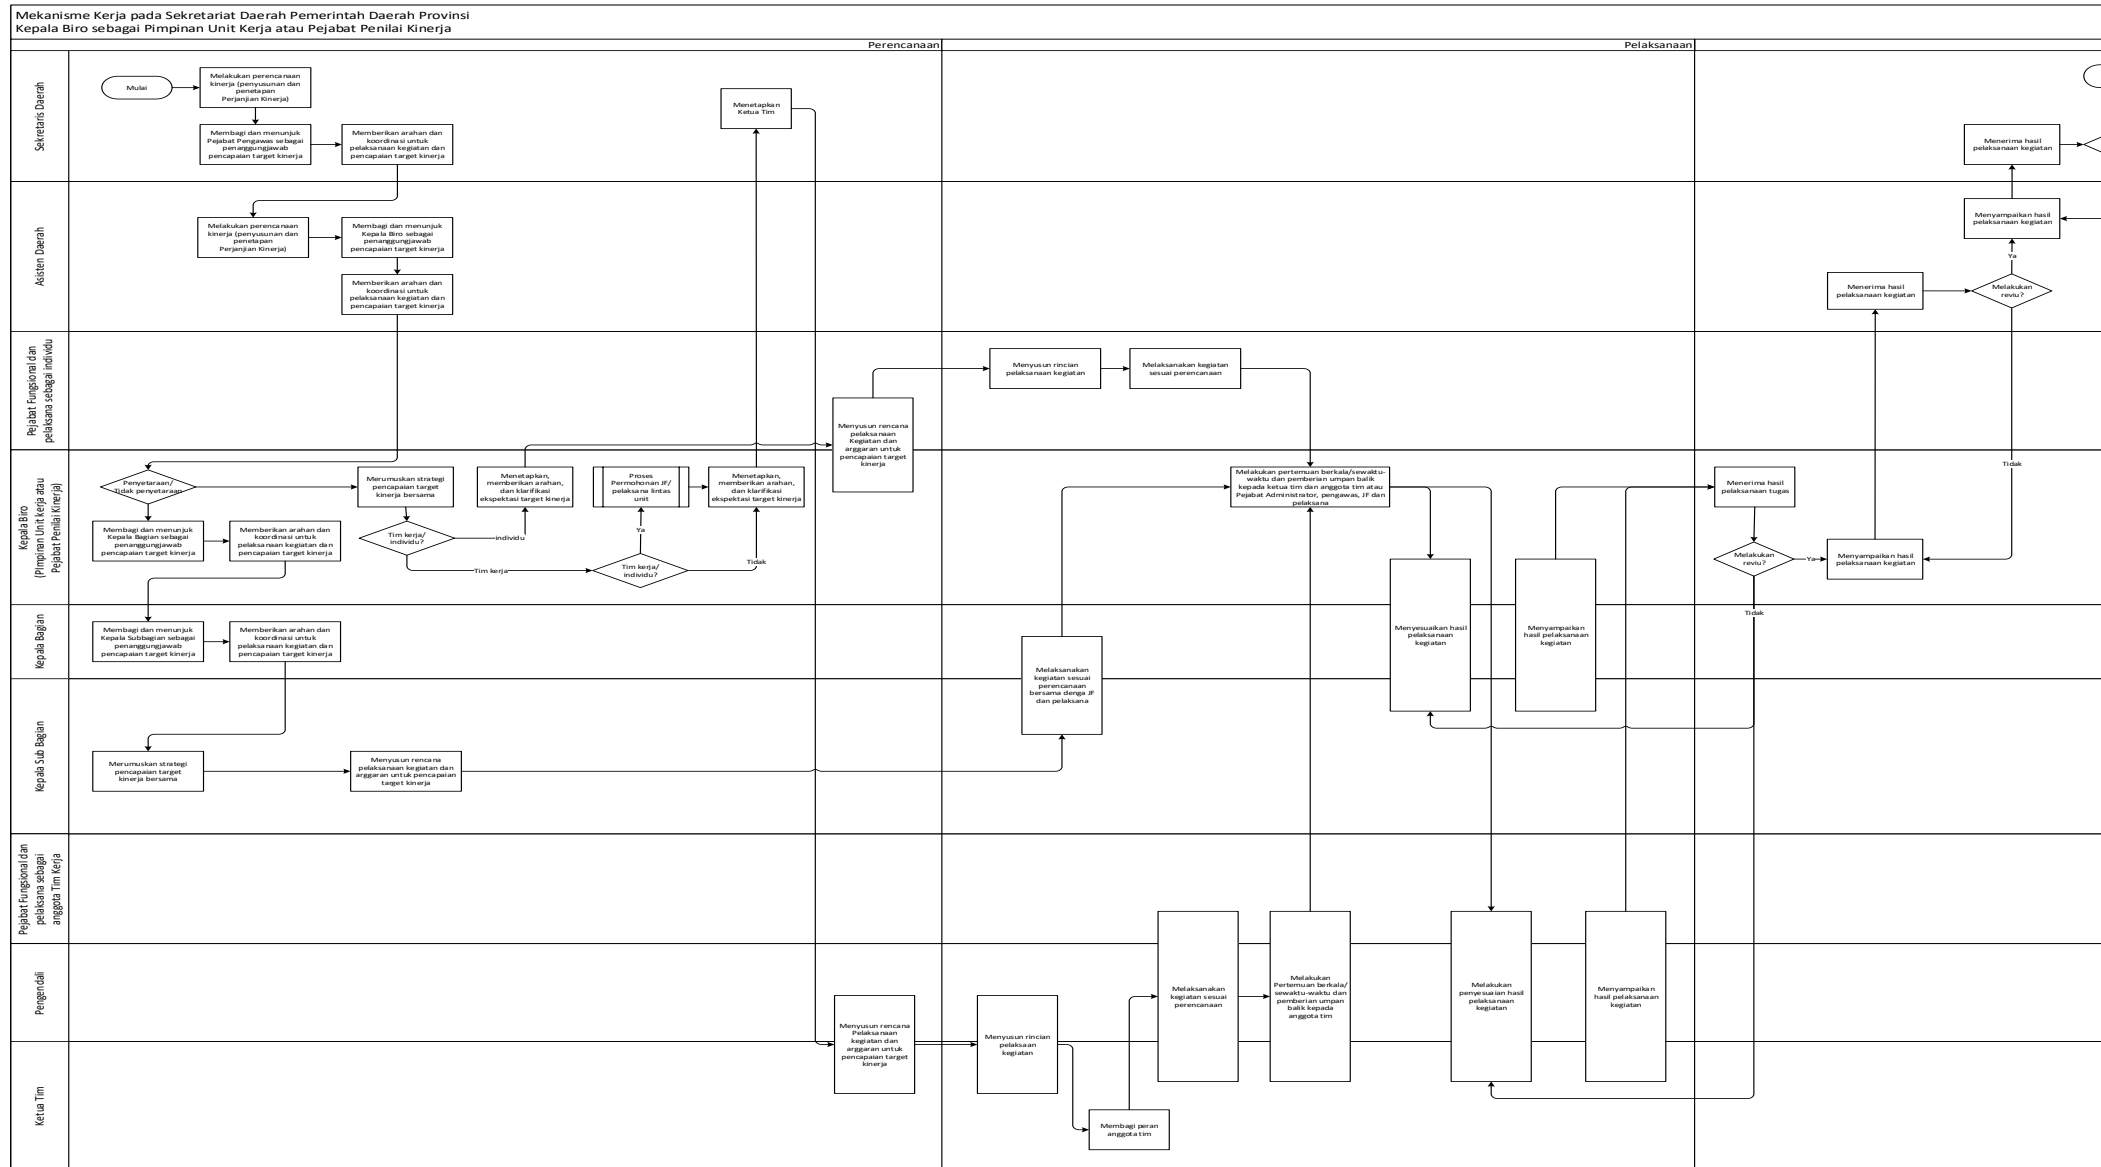 Mekanisme Kerja pada Sekretariat Daerah Pemerintah Daerah Provinsi
Kepala Biro sebagai Pimpinan Unit Kerja atau Pejabat Penilai Kinerja
Perencanaan
Pelaksanaan
Sekretaris Daerah
Mulai
Melakukan perencanaan
kinerja (penyusunan dan
penetapan
Perjanjian Kinerja)
Membagi dan menunjuk
Pejabat Pengawas sebagai
penanggungjawab
pencapaian target kinerja
Memberikan arahan dan
koordinasi untuk
pelaksanaan kegiatan dan
pencapaian target kinerja
Menetapkan
Ketua Tim
Menerima hasil
pelaksanaan kegiatan
Asisten Daerah
Melakukan perencanaan
kinerja (penyusunan dan
penetapan
Perjanjian Kinerja)
Membagi dan menunjuk
Kepala Biro sebagai
penanggungjawab
pencapaian target kinerja
Memberikan arahan dan
koordinasi untuk
pelaksanaan kegiatan dan
pencapaian target kinerja
Menyampaikan hasil
pelaksanaan kegiatan
Ya
Menerima hasil
pelaksanaan kegiatan
Melakukan
reviu?
Tidak
Pejabat Fungsional dan
pelaksana sebagai individu
Menyusun rencana
pelaksanaan
Kegiatan dan
arggaran untuk
pencapaian target
kinerja
Menyusun rincian
pelaksanaan kegiatan
Melaksanakan kegiatan
sesuai perencanaan
Kepala Biro
(Pimpinan Unit kerja atau
Pejabat Penilai Kinerja)
Penyetaraan/
Tidak penyetaraan
Merumuskan strategi
pencapaian target
kinerja bersama
Menetapkan,
memberikan arahan,
dan klarifikasi
ekspektasi target kinerja
Proses
Permohonan JF/
pelaksana lintas
unit
Menetapkan,
memberikan arahan,
dan klarifikasi
ekspektasi target kinerja
Membagi dan menunjuk
Kepala Bagian sebagai
penanggungjawab
pencapaian target kinerja
Memberikan arahan dan
koordinasi untuk
pelaksanaan kegiatan dan
pencapaian target kinerja
Tim kerja/
individu?
individu
Tim kerja
Ya
Tim kerja/
individu?
Tidak
Melakukan pertemuan berkala/sewaktu-
waktu dan pemberian umpan balik
kepada ketua tim dan anggota tim atau
Pejabat Administrator, pengawas, JF dan
pelaksana
Menerima hasil
pelaksanaan tugas
Melakukan
reviu?
Ya
Menyampaikan hasil
pelaksanaan kegiatan
Tidak
Kepala Bagian
Membagi dan menunjuk
Kepala Subbagian sebagai
penanggungjawab
pencapaian target kinerja
Memberikan arahan dan
koordinasi untuk
pelaksanaan kegiatan dan
pencapaian target kinerja
Melaksanakan
kegiatan sesuai
perencanaan
bersama denga JF
dan pelaksana
Menyesuaikan hasil
pelaksanaan
kegiatan
Menyampaikan
hasil pelaksanaan
kegiatan
Kepala Sub Bagian
Merumuskan strategi
pencapaian target
kinerja bersama
Menyusun rencana
pelaksanaan kegiatan dan
arggaran untuk pencapaian
target kinerja
Pejabat Fungsional dan
pelaksana sebagai
anggota Tim Kerja
Pengendali
Melaksanakan
kegiatan sesuai
perencanaan
Melakukan
Pertemuan berkala/
sewaktu-waktu dan
pemberian umpan
balik kepada
anggota tim
Melakukan
penyesuaian hasil
pelaksanaan
kegiatan
Menyampaikan
hasil pelaksanaan
kegiatan
Menyusun rencana
Pelaksanaan
kegiatan dan
arggaran untuk
pencapaian target
kinerja
Menyusun rincian
pelaksaan
kegiatan
Ketua Tim
Membagi peran
anggota tim